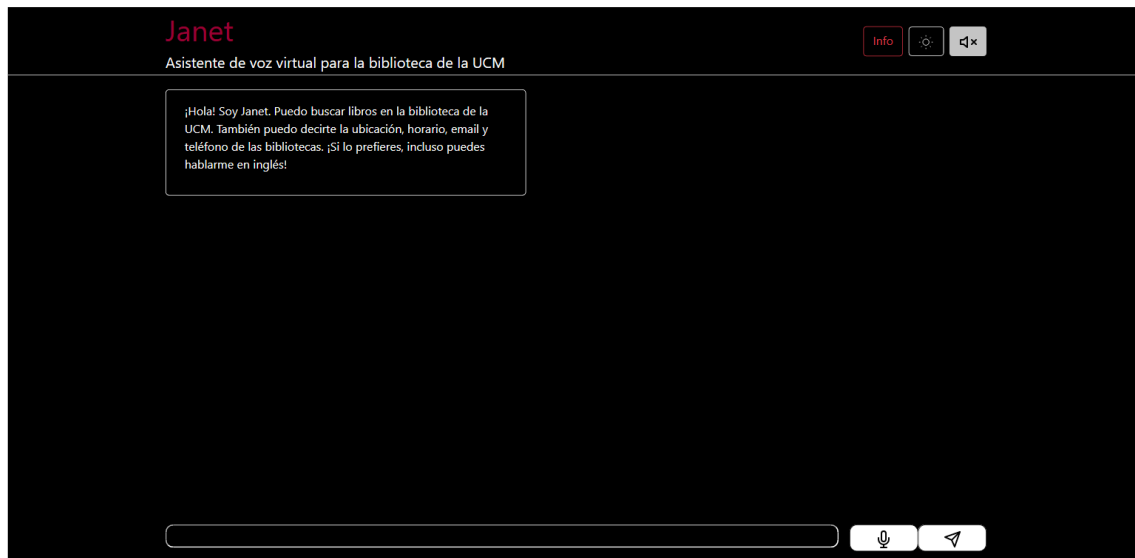 Janet
Asistente de voz virtual para la biblioteca de la UCM
Info
¡Hola! Soy Janet. Puedo buscar libros en la biblioteca de la
UCM. También puedo decirte la ubicación, horario, email y
teléfono de las bibliotecas. ¡Si lo prefieres, incluso puedes
hablarme en inglés!